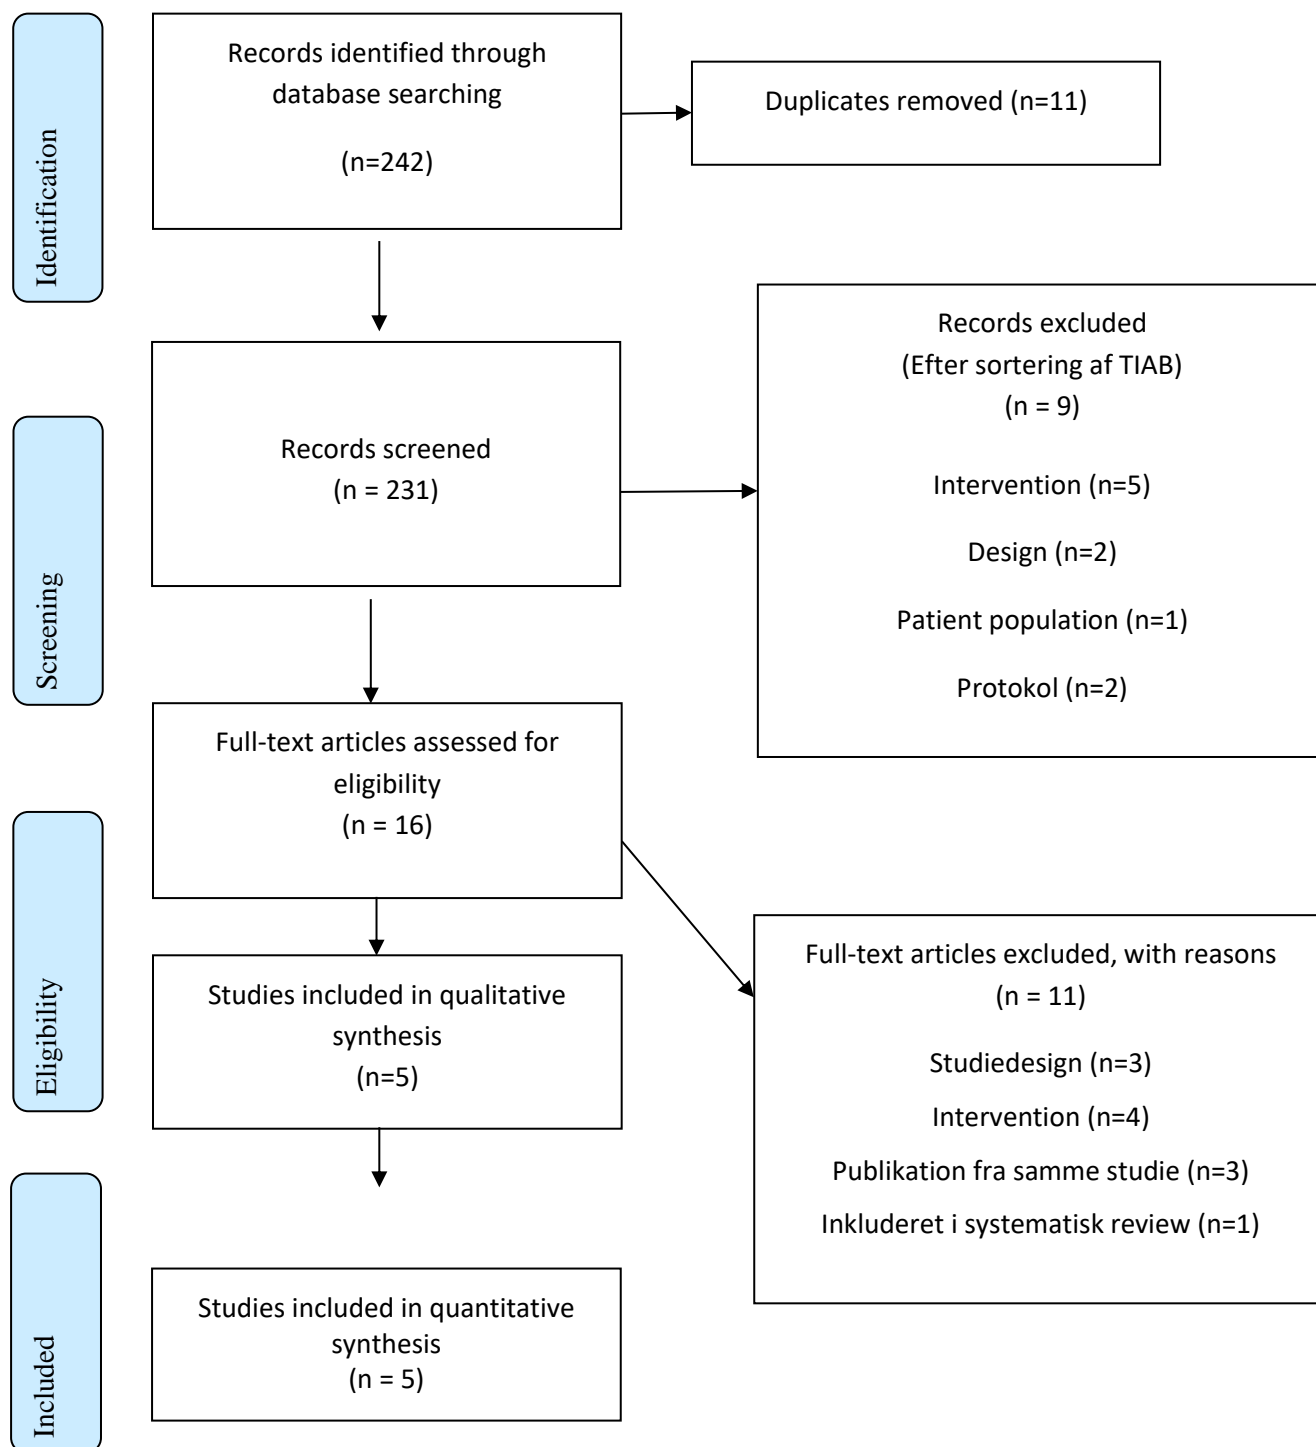 Identification
Records identified through
database searching
(n=242)
Duplicates removed (n=11)
Screening
Records screened
(n = 231)
Records excluded
(Efter sortering af TIAB)
(n = 9)
Intervention (n=5)
Design (n=2)
Patient population (n=1)
Protokol (n=2)
Eligibility
Full-text articles assessed for
eligibility
(n = 16)
Full-text articles excluded, with reasons
(n = 11)
Studiedesign (n=3)
Intervention (n=4)
Publikation fra samme studie (n=3)
Inkluderet i systematisk review (n=1)
Studies included in qualitative
synthesis
(n=5)
Included
Studies included in quantitative
synthesis
(n = 5)